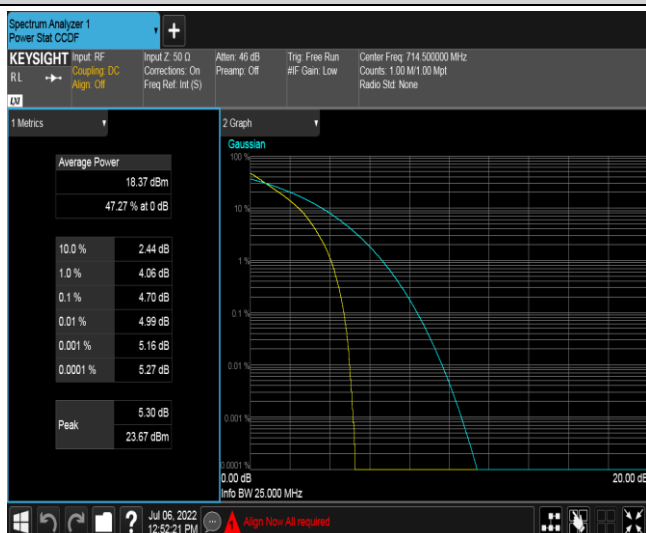 Spectrum Analyzer 1
Power Stat CCDF
KEYSIGHT
RL
LXI
Input: RF
Coupling: DC
Align: Off
Input Z: 50 Ω
Corrections: On
Freq Ref: Int (S)
Atten: 46 dB
Preamp: Off
Trig: Free Run
#IF Gain: Low
Center Freq: 714.500000 MHz
Counts: 1.00 M/1.00 Mpt
Radio Std: None
1 Metrics
Average Power
18.37 dBm
47.27 % at 0 dB
10.0 % 2.44 dB
1.0 % 4.06 dB
0.1 % 4.70 dB
0.01 % 4.99 dB
0.001 % 5.16 dB
0.0001 % 5.27 dB
Peak
5.30 dB
23.67 dBm
2 Graph
Gaussian
100 %
10 %
1 %
0.1 %
0.01 %
0.001 %
0.0001 %
0.00 dB
20.00 dB
Info BW 25.000 MHz
Jul 06, 2022
12:52:21 PM
Align Now All required